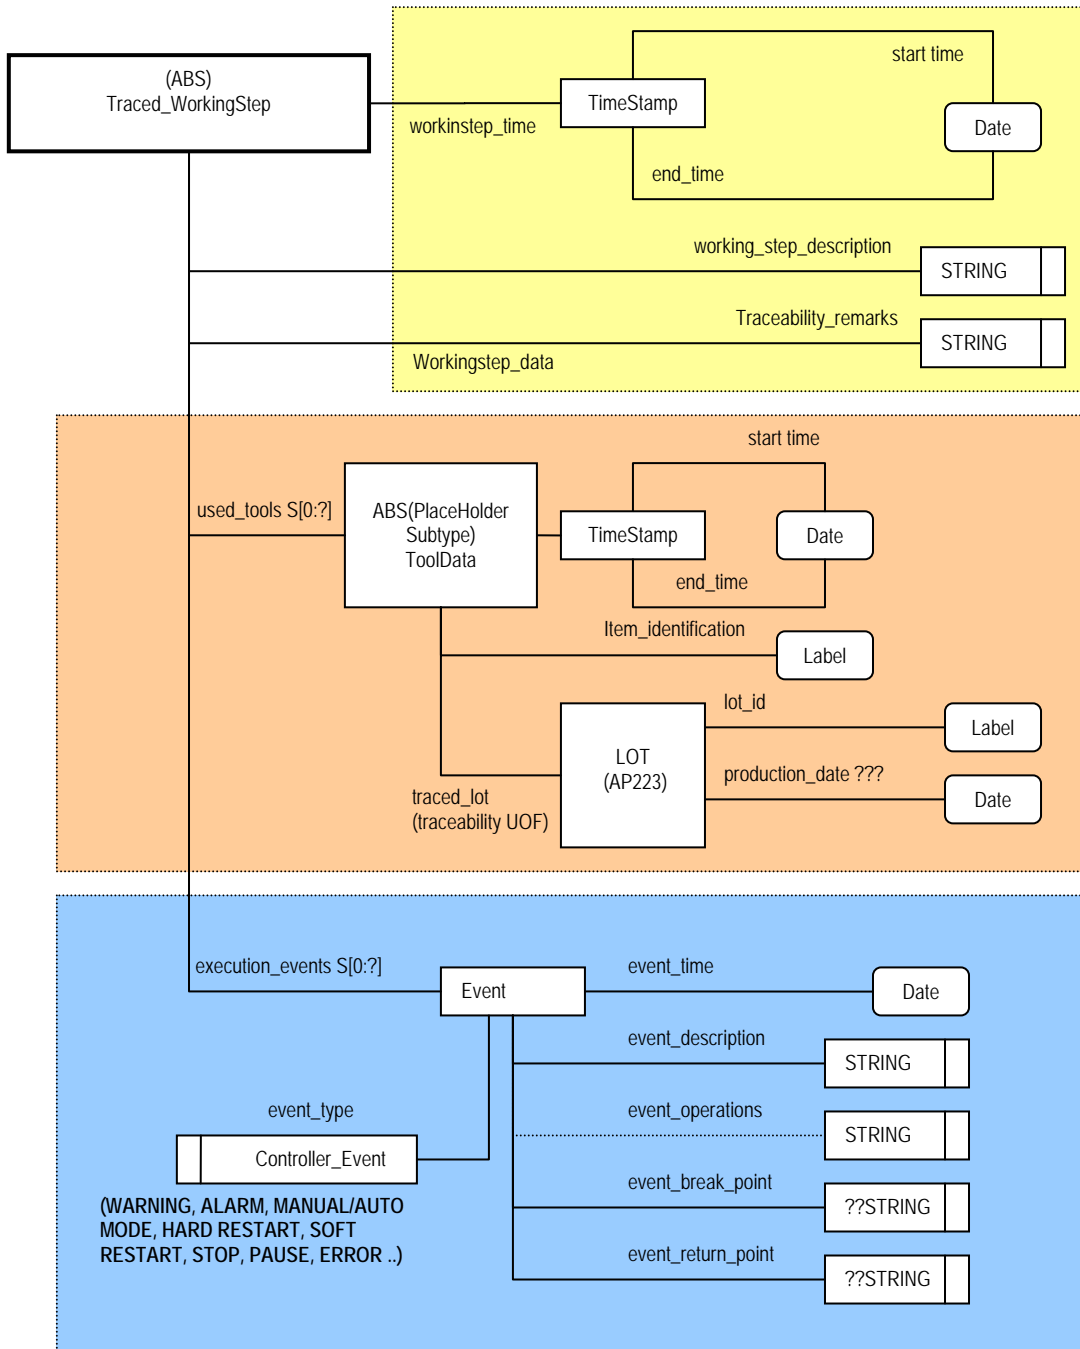 (ABS)
Traced_WorkingStep
workinstep_time
TimeStamp
start time
Date
end_time
working_step_description
STRING
Traceability_remarks
STRING
Workingstep_data
start time
used_tools S[0:?]
ABS(PlaceHolder
Subtype)
ToolData
TimeStamp
Date
end_time
Item_identification
Label
lot_id
Label
LOT
(AP223)
production_date ???
Date
traced_lot
(traceability UOF)
execution_events S[0:?]
Event
event_time
Date
event_description
STRING
event_operations
STRING
event_type
Controller_Event
event_break_point
??STRING
(WARNING, ALARM, MANUAL/AUTO
MODE, HARD RESTART, SOFT
RESTART, STOP, PAUSE, ERROR ..)
event_return_point
??STRING